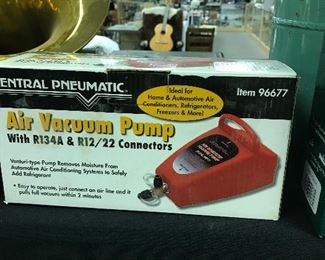 ENTRAL PNEUMATIC
Ideal for
Home & Automotive Air
Conditioners, Refrigerators,
Freezers & More!
Item 96677
Air Vacuum Pump
With R134A & R12/22 Connectors
Venturi-type Pump Removes Moisture From
Automotive Air Conditioning Systems to Safely
Add Refrigerant
• Easy to operate, just connect an air line and it
pulls full vacuum within 2 minutes